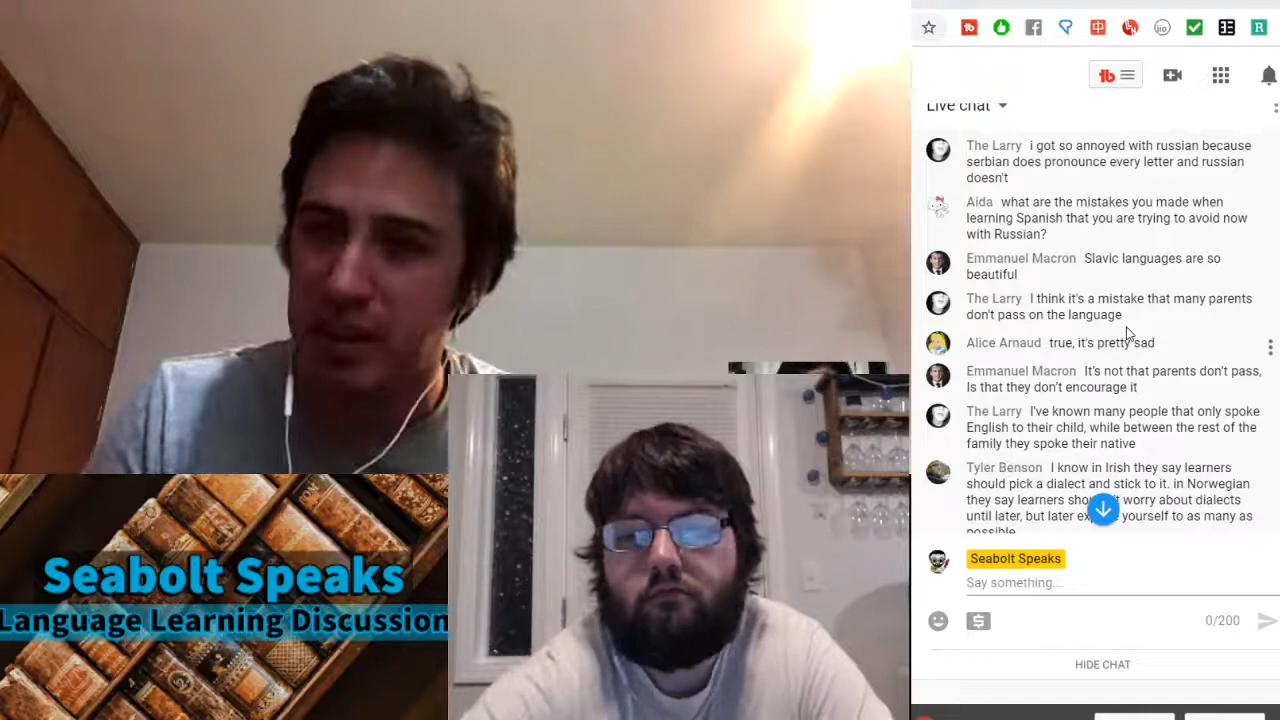 Live chat
The Larry i got so annoyed with russian because
serbian does pronounce every letter and russian
doesn't
Aida what are the mistakes you made when
learning Spanish that you are trying to avoid now
with Russian?
Emmanuel Macron Slavic languages are so
beautiful
The Larry I think it's a mistake that many parents
don't pass on the language
Alice Arnaud true, it's pretty sad
Emmanuel Macron It's not that parents don't pass,
Is that they don't encourage it
The Larry I've known many people that only spoke
English to their child, while between the rest of the
family they spoke their native
Tyler Benson I know in Irish they say learners
should pick a dialect and stick to it. in Norwegian
they say learners worry about dialects
until later, but later yourself to as many as
possible
Seabolt Speaks
Say something...
0/200
HIDE CHAT
Seabolt Speaks
Language Learning Discussion